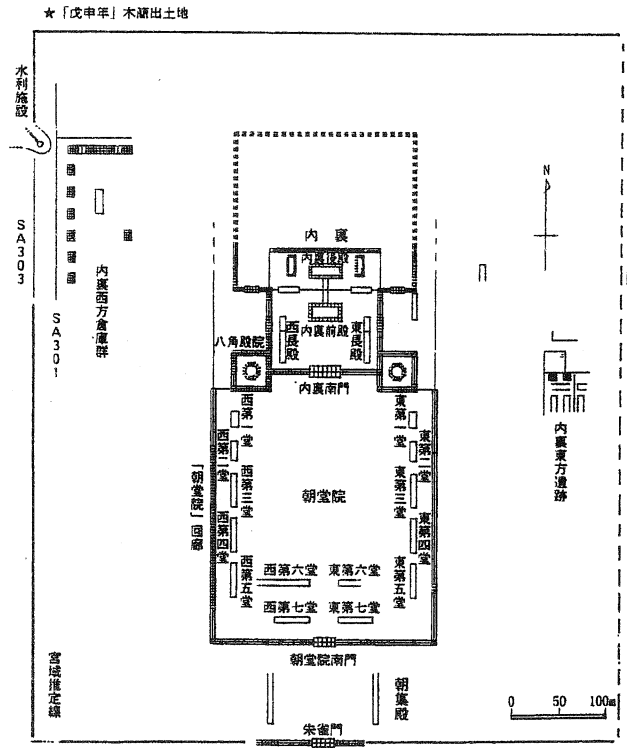 ★「戊申年」木簡出土地
水利施設
SA303
SA301
内裏西方倉庫群
N
内裏
内裏後殿
内裏前殿
西長殿
東長殿
八角殿院
内裏南門
西第一堂
西第二堂
西第三堂
西第四堂
西第五堂
西第六堂
西第七堂
東第一堂
東第二堂
東第三堂
東第四堂
東第五堂
東第六堂
東第七堂
朝堂院
「朝堂院」回廊
内裏東方遺跡
朝堂院南門
朝集殿
朱雀門
宮域推定線
0 50 100m